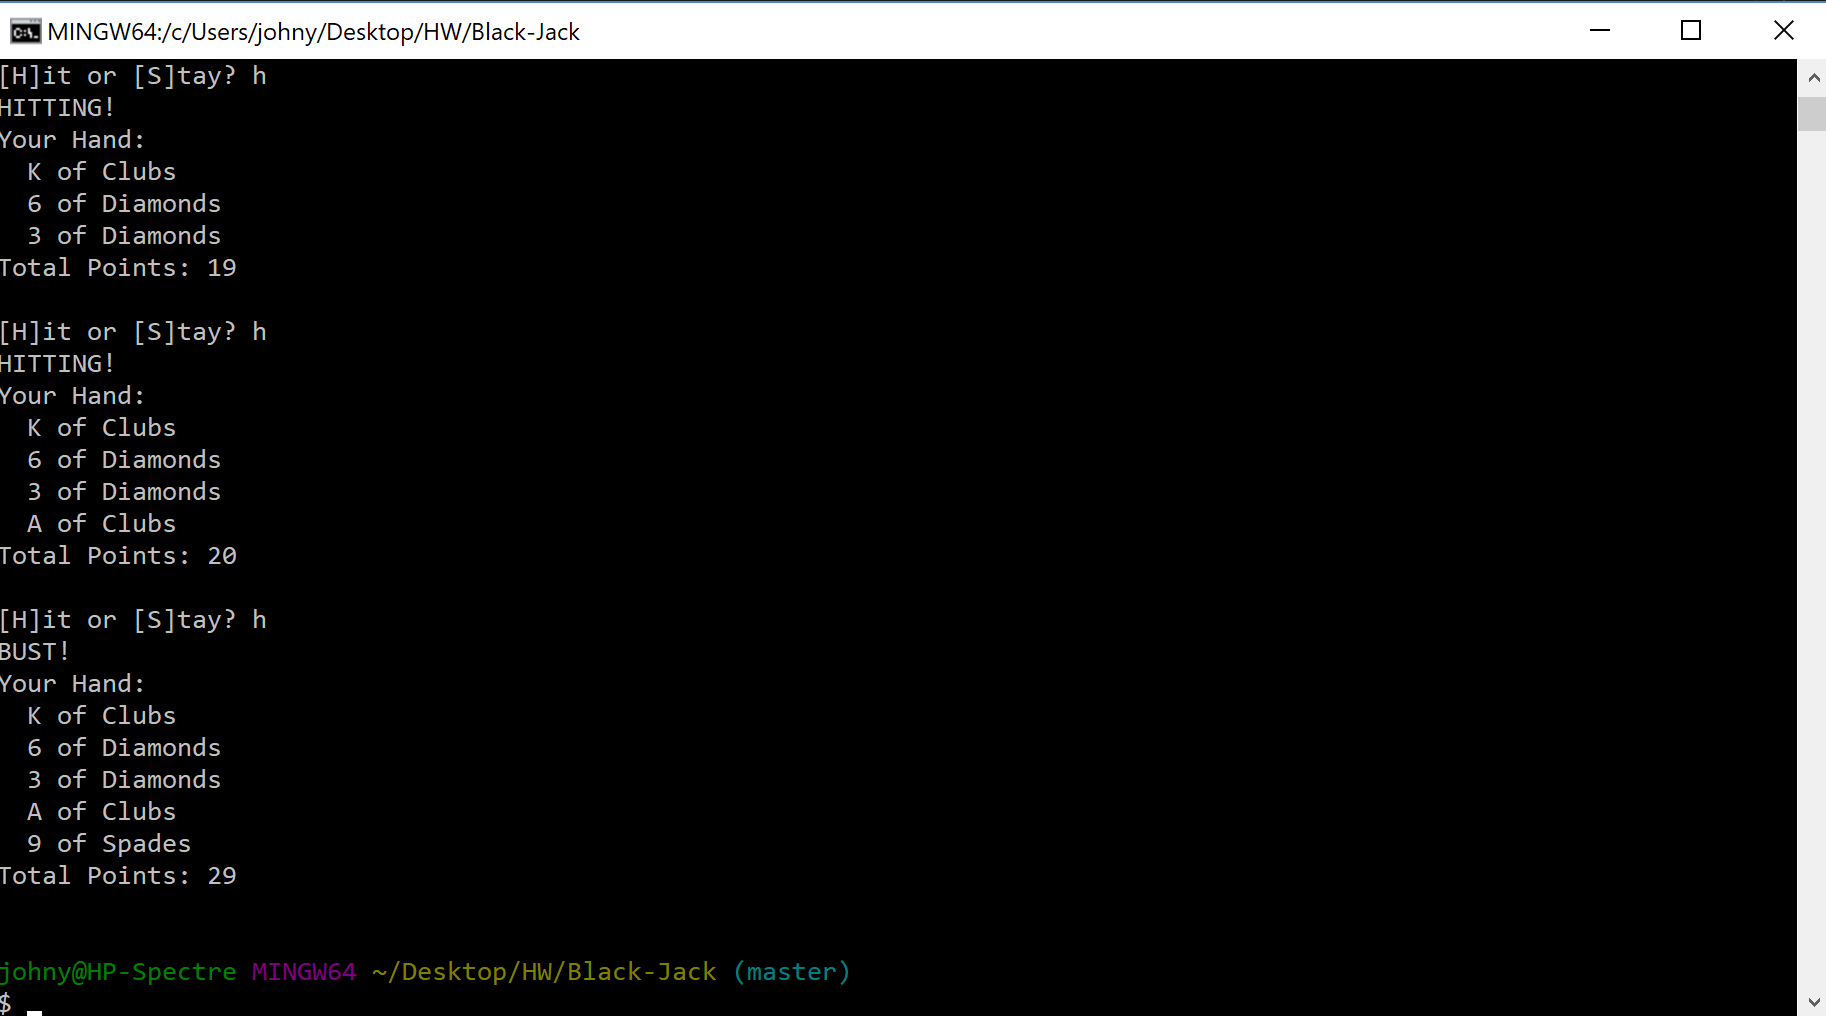 MINGW64:/c/Users/johny/Desktop/HW/Black-Jack
[H]it or [S]tay? h
HITTING!
Your Hand:
  K of Clubs
  6 of Diamonds
  3 of Diamonds
Total Points: 19

[H]it or [S]tay? h
HITTING!
Your Hand:
  K of Clubs
  6 of Diamonds
  3 of Diamonds
  A of Clubs
Total Points: 20

[H]it or [S]tay? h
BUST!
Your Hand:
  K of Clubs
  6 of Diamonds
  3 of Diamonds
  A of Clubs
  9 of Spades
Total Points: 29

johny@HP-Spectre MINGW64 ~/Desktop/HW/Black-Jack (master)
$